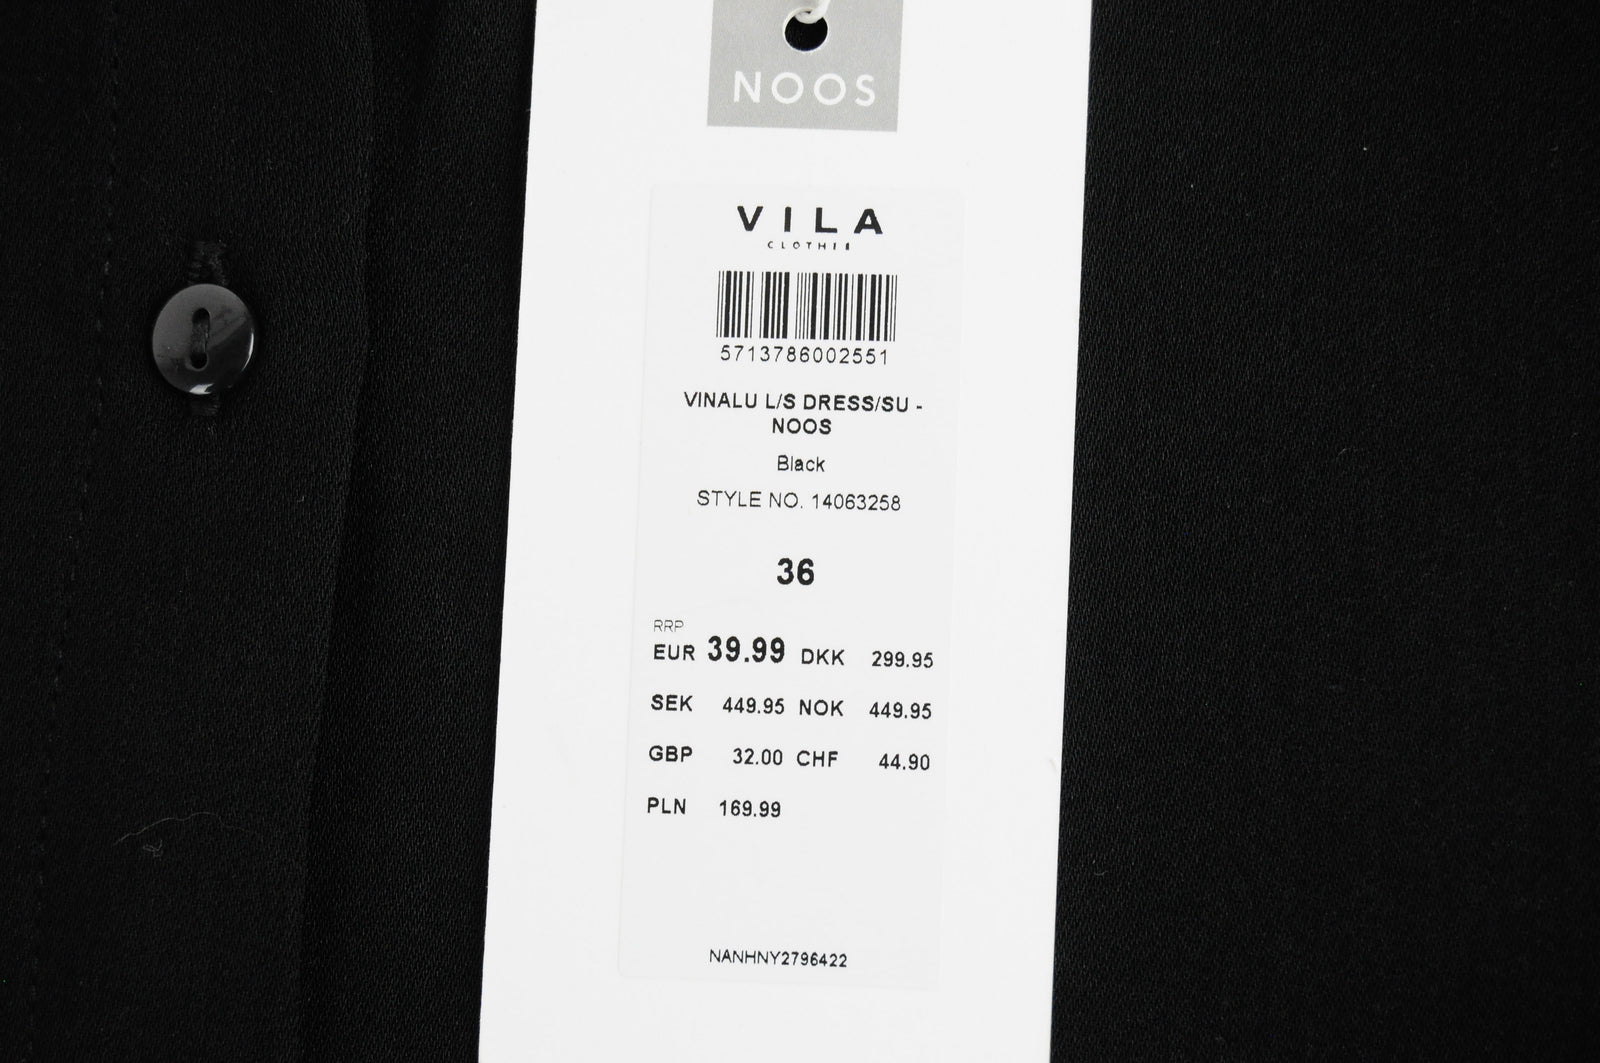 NOOS
VILA
CLOTHES
5713786002551
VINALU L/S DRESS/SU -
NOOS
Black
STYLE NO. 14063258
36
RRP
EUR 39.99 DKK 299.95
SEK 449.95 NOK 449.95
GBP 32.00 CHF 44.90
PLN 169.99
NANHNY2796422